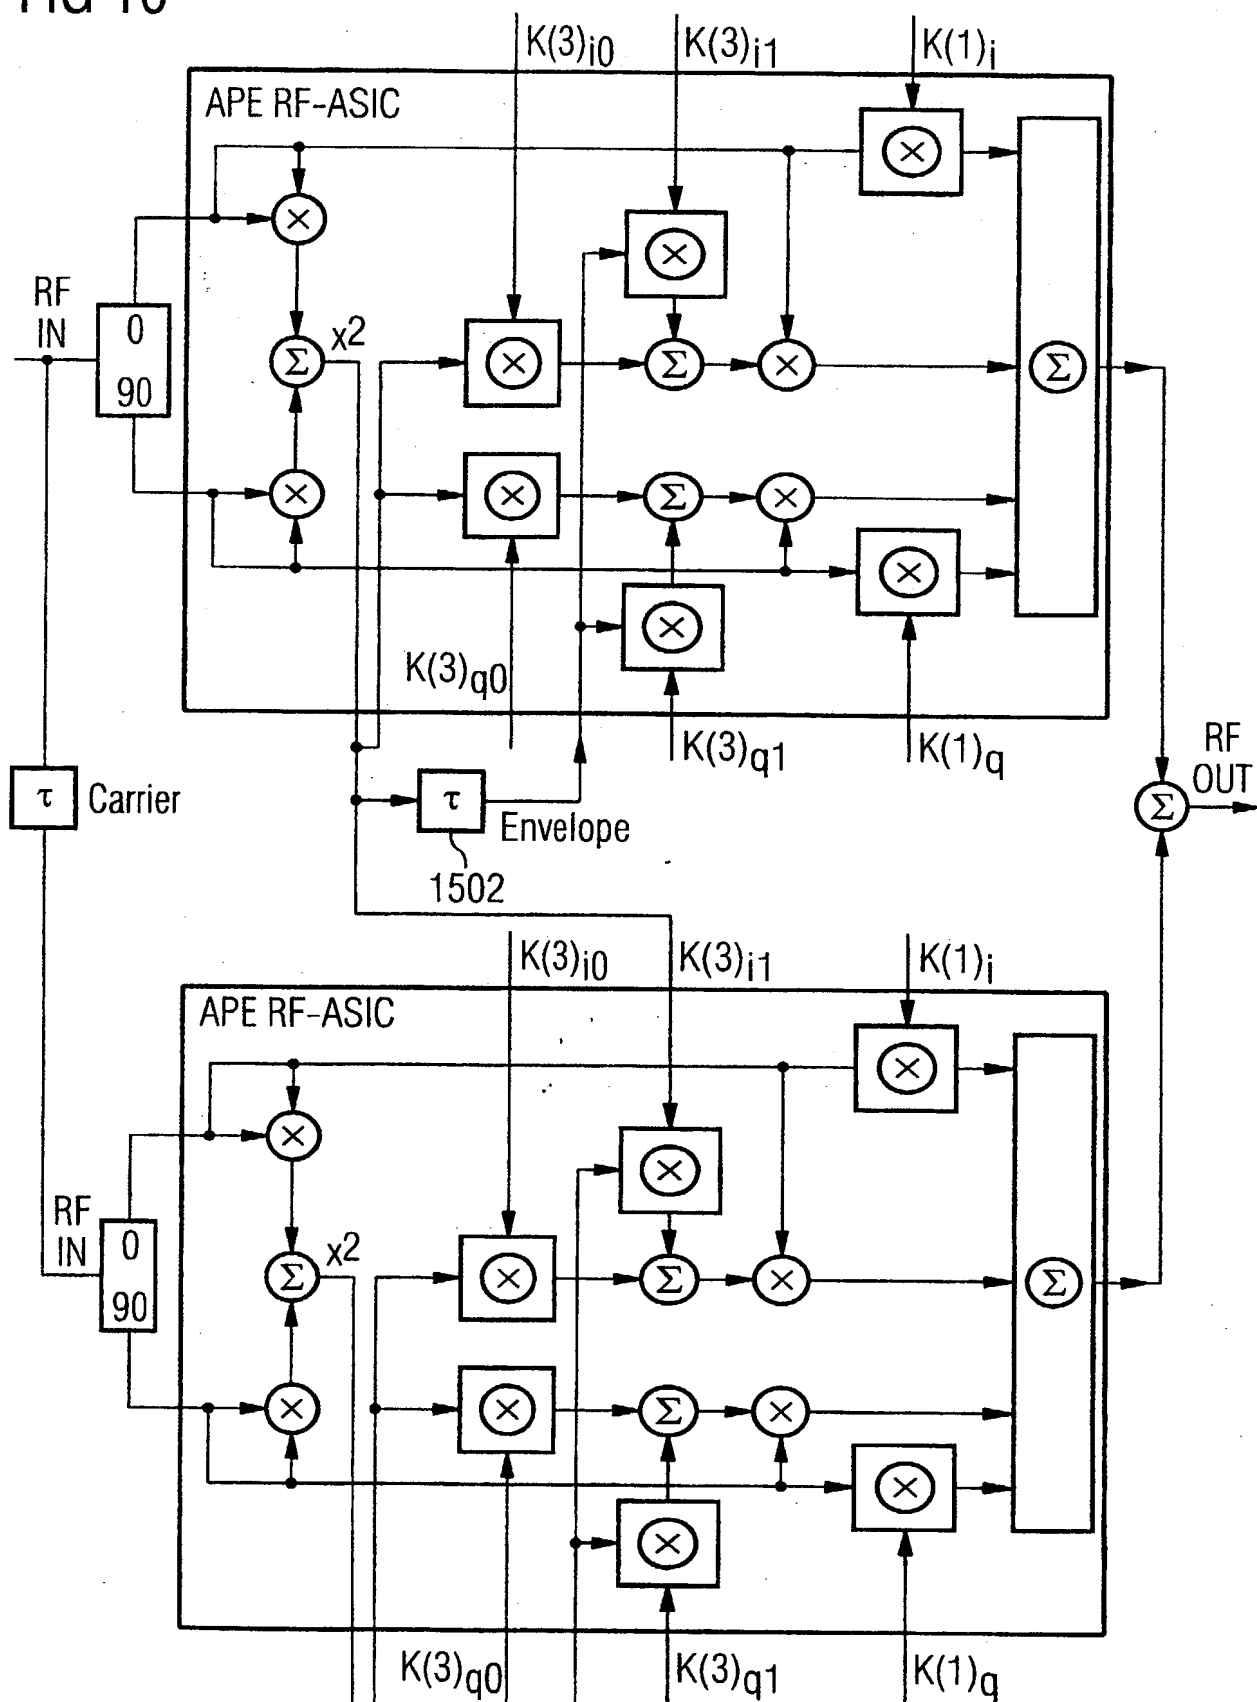 FIG 16
K(3)i0
K(3)i1
K(1)i
APE RF-ASIC
×
×
RF
IN
0
90
×
Σ
x2
×
Σ
×
Σ
×
×
Σ
×
×
×
K(3)q0
K(3)q1
K(1)q
RF
OUT
τ
Carrier
τ
Envelope
Σ
1502
K(3)i0
K(3)i1
K(1)i
APE RF-ASIC
×
×
×
RF
IN
0
90
Σ
x2
×
Σ
×
Σ
×
×
Σ
×
×
×
K(3)q0
K(3)q1
K(1)q